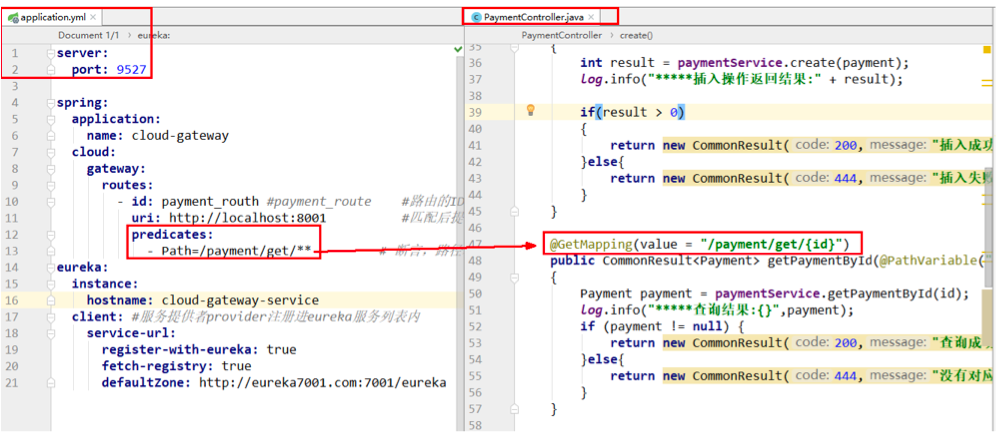 application.yml
Document 1/1 › eureka:
1 server:
2 port: 9527
3
4 spring:
5 application:
6 name: cloud-gateway
7 cloud:
8 gateway:
9 routes:
10 - id: payment_routh #payment_route #路由的ID
11 uri: http://localhost:8001 #匹配后提
12 predicates:
13 - Path=/payment/get/** # 断言，路径
14 eureka:
15 instance:
16 hostname: cloud-gateway-service
17 client: #服务提供者provider注册进eureka服务列表内
18 service-url:
19 register-with-eureka: true
20 fetch-registry: true
21 defaultZone: http://eureka7001.com:7001/eureka
PaymentController.java
PaymentController › create()
35 {
36 int result = paymentService.create(payment);
37 log.info("*****插入操作返回结果:" + result);
38
39 if(result > 0)
40 {
41 return new CommonResult( code: 200, message: "插入成功
42 }else{
43 return new CommonResult( code: 444, message: "插入失败
44 }
45 }
46
47 @GetMapping(value = "/payment/get/{id}")
48 public CommonResult<Payment> getPaymentById(@PathVariable(
49 {
50 Payment payment = paymentService.getPaymentById(id);
51 log.info("*****查询结果:{}",payment);
52 if (payment != null) {
53 return new CommonResult( code: 200, message: "查询成
54 }else{
55 return new CommonResult( code: 444, message: "没有对应
56 }
57 }
58